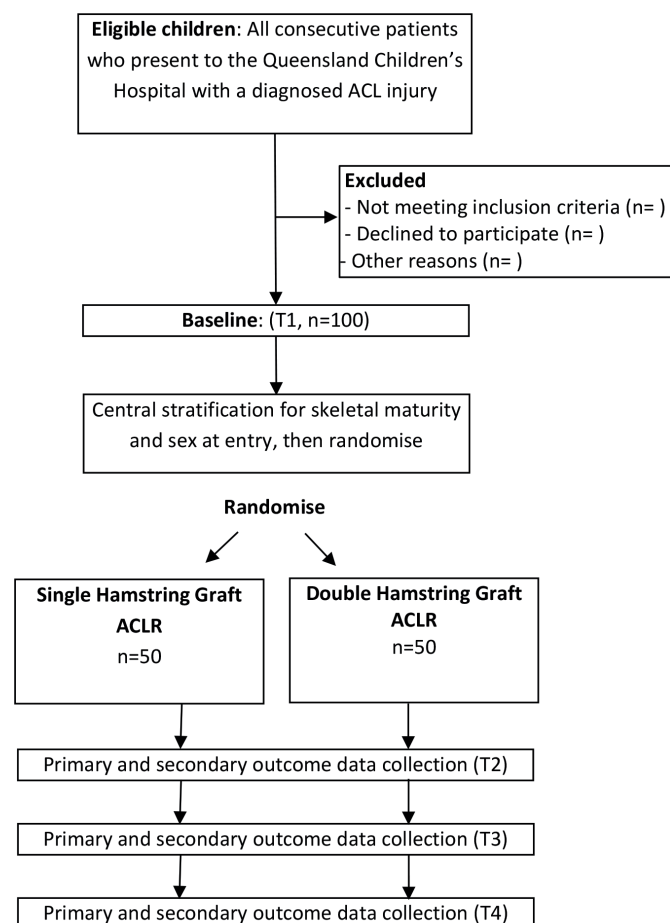 Eligible children: All consecutive patients
who present to the Queensland Children’s
Hospital with a diagnosed ACL injury
Excluded
- Not meeting inclusion criteria (n= )
- Declined to participate (n= )
- Other reasons (n= )
Baseline: (T1, n=100)
Central stratification for skeletal maturity
and sex at entry, then randomise
Randomise
Single Hamstring Graft
ACLR
n=50
Double Hamstring Graft
ACLR
n=50
Primary and secondary outcome data collection (T2)
Primary and secondary outcome data collection (T3)
Primary and secondary outcome data collection (T4)